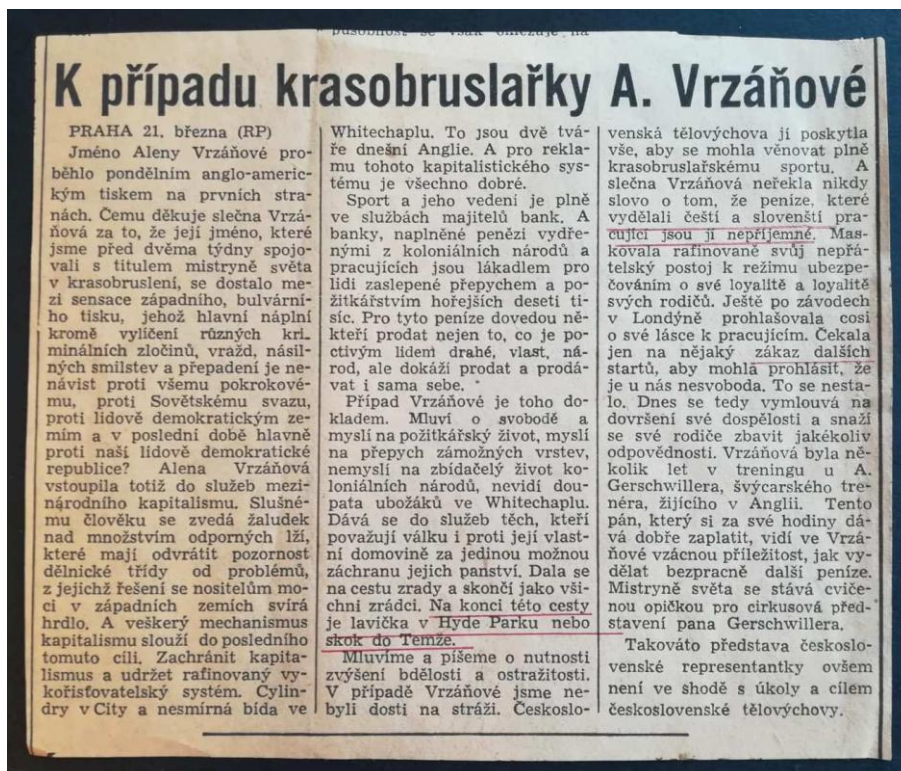 působnost se však omezuje na
K případu krasobruslařky A. Vrzáňové
PRAHA 21. března (RP)
Jméno Aleny Vrzáňové pro-
běhlo pondělním anglo-americ-
kým tiskem na prvních stra-
nách. Čemu děkuje slečna Vrzá-
ňová za to, že její jméno, které
jsme před dvěma týdny spojo-
vali s titulem mistryně světa
v krasobruslení, se dostalo me-
zi sensace západního, bulvární-
ho tisku, jehož hlavní náplní
kromě vylíčení různých kri-
minálních zločinů, vražd, násil-
ných smilstev a přepadení je ne-
návist proti všemu pokrokové-
mu, proti Sovětskému svazu,
proti lidově demokratickým ze-
mím a v poslední době hlavně
proti naší lidově demokratické
republice? Alena Vrzáňová
vstoupila totiž do služeb mezi-
národního kapitalismu. Slušné-
mu člověku se zvedá žaludek
nad množstvím odporných lží,
které mají odvrátit pozornost
dělnické třídy od problémů,
z jejichž řešení se nositelům mo-
ci v západních zemích svírá
hrdlo. A veškerý mechanismus
kapitalismu slouží do posledního
tomuto cíli. Zachránit kapita-
lismus a udržet rafinovaný vy-
kořisťovatelský systém. Cylin-
dry v City a nesmírná bída ve
Whitechaplu. To jsou dvě tvá-
ře dnešní Anglie. A pro rekla-
mu tohoto kapitalistického sys-
tému je všechno dobré.
Sport a jeho vedení je plně
ve službách majitelů bank. A
banky, naplněné penězi vydře-
nými z koloniálních národů a
pracujících jsou lákadlem pro
lidi zaslepené přepychem a po-
žitkářstvím hořejších deseti ti-
síc. Pro tyto peníze dovedou ně-
kteří prodat nejen to, co je po-
ctivým lidem drahé, vlast, ná-
rod, ale dokáží prodat a prodá-
vat i sama sebe.
Případ Vrzáňové je toho do-
kladem. Mluví o svobodě a
myslí na požitkářský život, myslí
na přepych zámožných vrstev,
nemyslí na zbídačelý život ko-
loniálních národů, nevidí dou-
pata ubožáků ve Whitechaplu.
Dává se do služeb těch, kteří
považují válku i proti její vlast-
ní domovině za jedinou možnou
záchranu jejich panství. Dala se
na cestu zrady a skončí jako vši-
chni zrádci. Na konci této cesty
je lavička v Hyde Parku nebo
skok do Temže.
Mluvíme a píšeme o nutnosti
zvýšení bdělosti a ostražitosti.
V případě Vrzáňové jsme ne-
byli dosti na stráži. Českoslo-
venská tělovýchova jí poskytla
vše, aby se mohla věnovat plně
krasobruslařskému sportu. A
slečna Vrzáňová neřekla nikdy
slovo o tom, že peníze, které
vydělali čeští a slovenští pra-
cující jsou jí nepříjemné. Mas-
kovala rafinovaně svůj nepřá-
telský postoj k režimu ubezpe-
čováním o své loyalitě a loyalitě
svých rodičů. Ještě po závodech
v Londýně prohlašovala cosi
o své lásce k pracujícím. Čekala
jen na nějaký zákaz dalších
startů, aby mohla prohlásit, že
je u nás nesvoboda. To se nesta-
lo. Dnes se tedy vymlouvá na
dovršení své dospělosti a snaží
se své rodiče zbavit jakékoliv
odpovědnosti. Vrzáňová byla ně-
kolik let v treningu u A.
Gerschwillera, švýcarského tre-
néra, žijícího v Anglii. Tento
pán, který si za své hodiny dá-
vá dobře zaplatit, vidí ve Vrzá-
ňové vzácnou příležitost, jak vy-
dělat bezpracně další peníze.
Mistryně světa se stává cviče-
nou opičkou pro cirkusová před-
stavení pana Gerschwillera.
Takováto představa českoslo-
venské representantky ovšem
není ve shodě s úkoly a cílem
československé tělovýchovy.